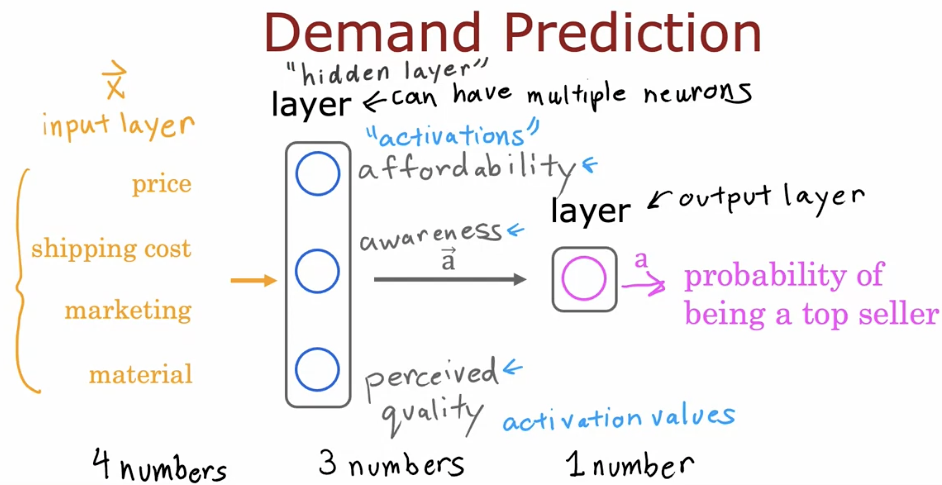 Demand Prediction
"hidden layer"
layer ← can have multiple neurons
x⃗
input layer
"activations"
price
affordability ←
layer ← output layer
shipping cost
awareness ←
a⃗
a
probability of
being a top seller
marketing
material
perceived ←
quality
activation values
4 numbers
3 numbers
1 number